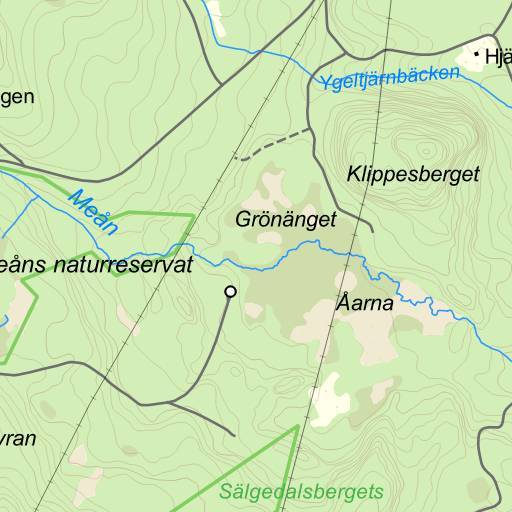 Hjä
Ygeltjärnbäcken
gen
Klippesberget
Meån
Grönänget
eåns naturreservat
Åarna
yran
Sälgedalsbergets